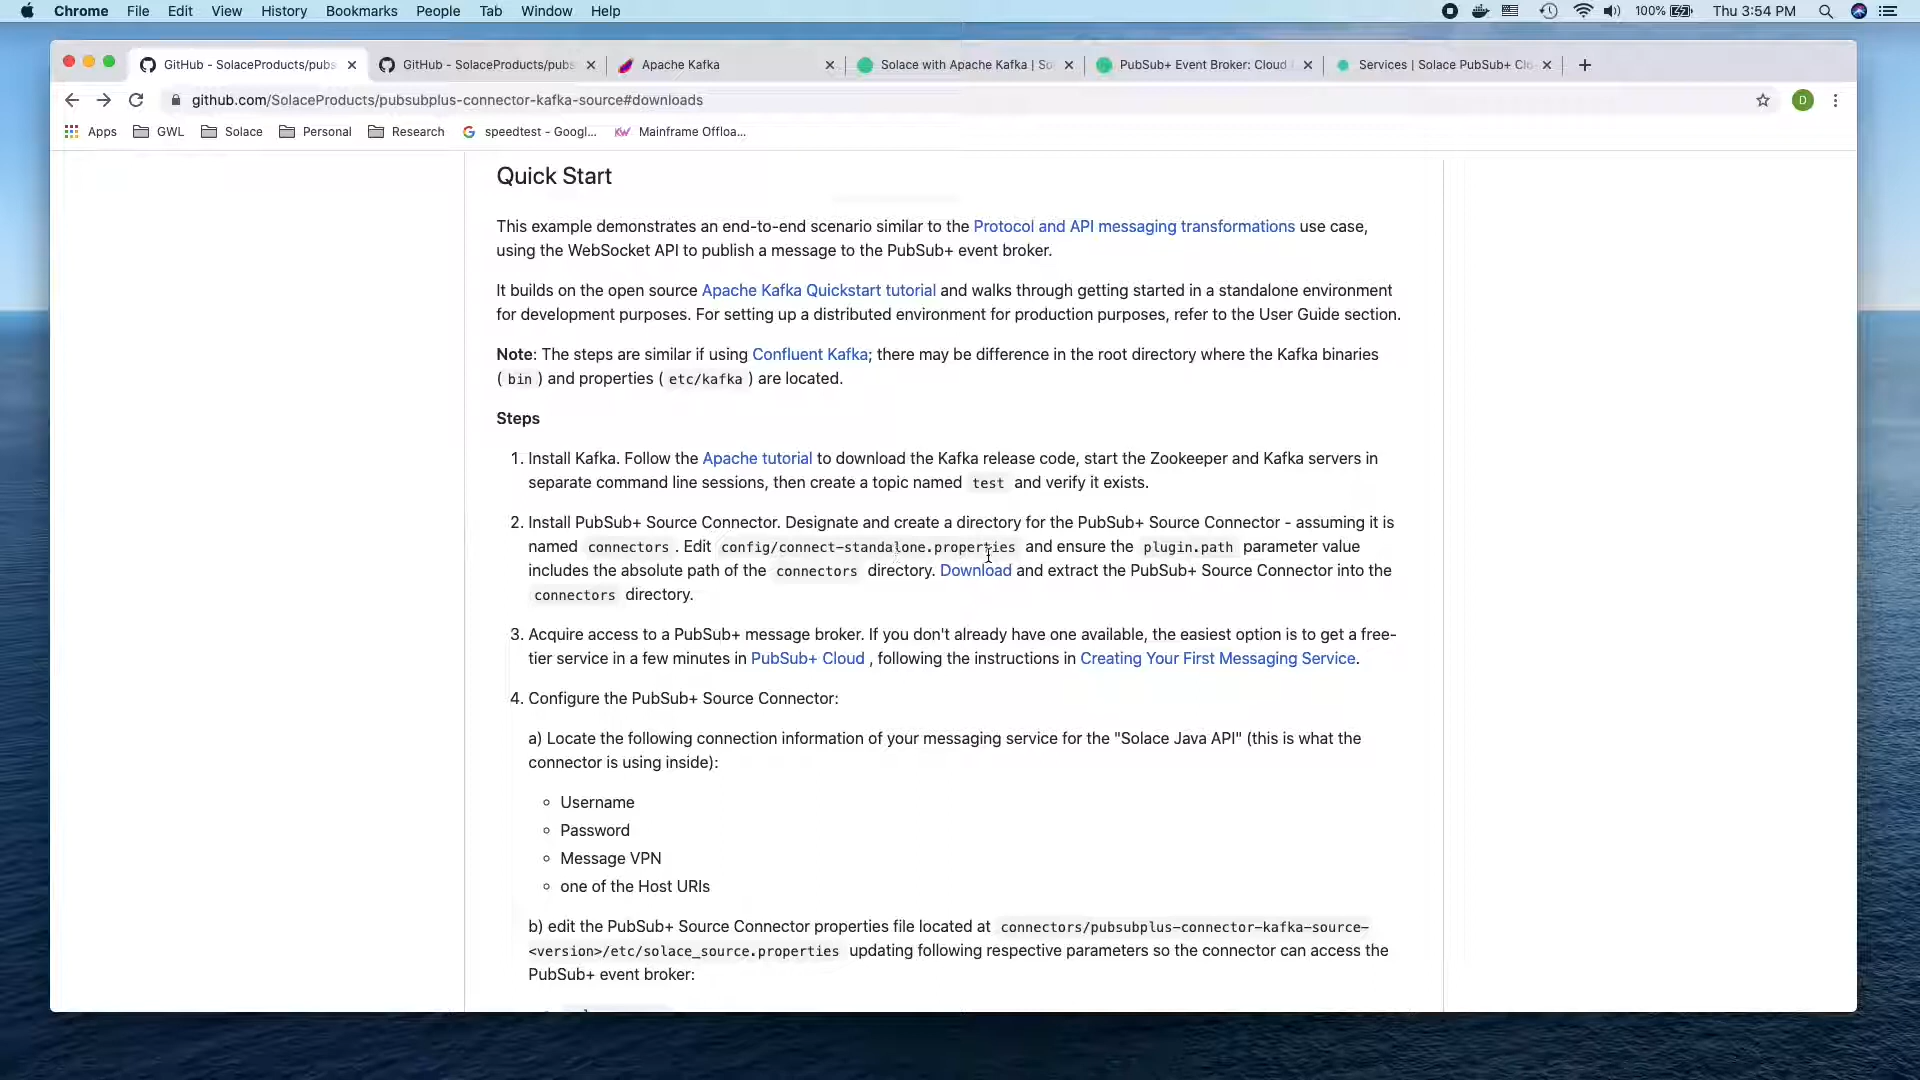 Chrome File Edit View History Bookmarks People Tab Window Help 100% Thu 3:54 PM
GitHub - SolaceProducts/pubs GitHub - SolaceProducts/pubs Apache Kafka Solace with Apache Kafka | So PubSub+ Event Broker: Cloud Services | Solace PubSub+ Clo
github.com/SolaceProducts/pubsubplus-connector-kafka-source#downloads D
Apps GWL Solace Personal Research G speedtest - Googl... KW Mainframe Offloa...
Quick Start
This example demonstrates an end-to-end scenario similar to the Protocol and API messaging transformations use case,
using the WebSocket API to publish a message to the PubSub+ event broker.
It builds on the open source Apache Kafka Quickstart tutorial and walks through getting started in a standalone environment
for development purposes. For setting up a distributed environment for production purposes, refer to the User Guide section.
Note: The steps are similar if using Confluent Kafka; there may be difference in the root directory where the Kafka binaries
( bin ) and properties ( etc/kafka ) are located.
Steps
1. Install Kafka. Follow the Apache tutorial to download the Kafka release code, start the Zookeeper and Kafka servers in
separate command line sessions, then create a topic named test and verify it exists.
2. Install PubSub+ Source Connector. Designate and create a directory for the PubSub+ Source Connector - assuming it is
named connectors . Edit config/connect-standalone.properties and ensure the plugin.path parameter value
includes the absolute path of the connectors directory. Download and extract the PubSub+ Source Connector into the
connectors directory.
3. Acquire access to a PubSub+ message broker. If you don't already have one available, the easiest option is to get a free-
tier service in a few minutes in PubSub+ Cloud , following the instructions in Creating Your First Messaging Service.
4. Configure the PubSub+ Source Connector:
a) Locate the following connection information of your messaging service for the "Solace Java API" (this is what the
connector is using inside):
◦ Username
◦ Password
◦ Message VPN
◦ one of the Host URIs
b) edit the PubSub+ Source Connector properties file located at connectors/pubsubplus-connector-kafka-source-
<version>/etc/solace_source.properties updating following respective parameters so the connector can access the
PubSub+ event broker: